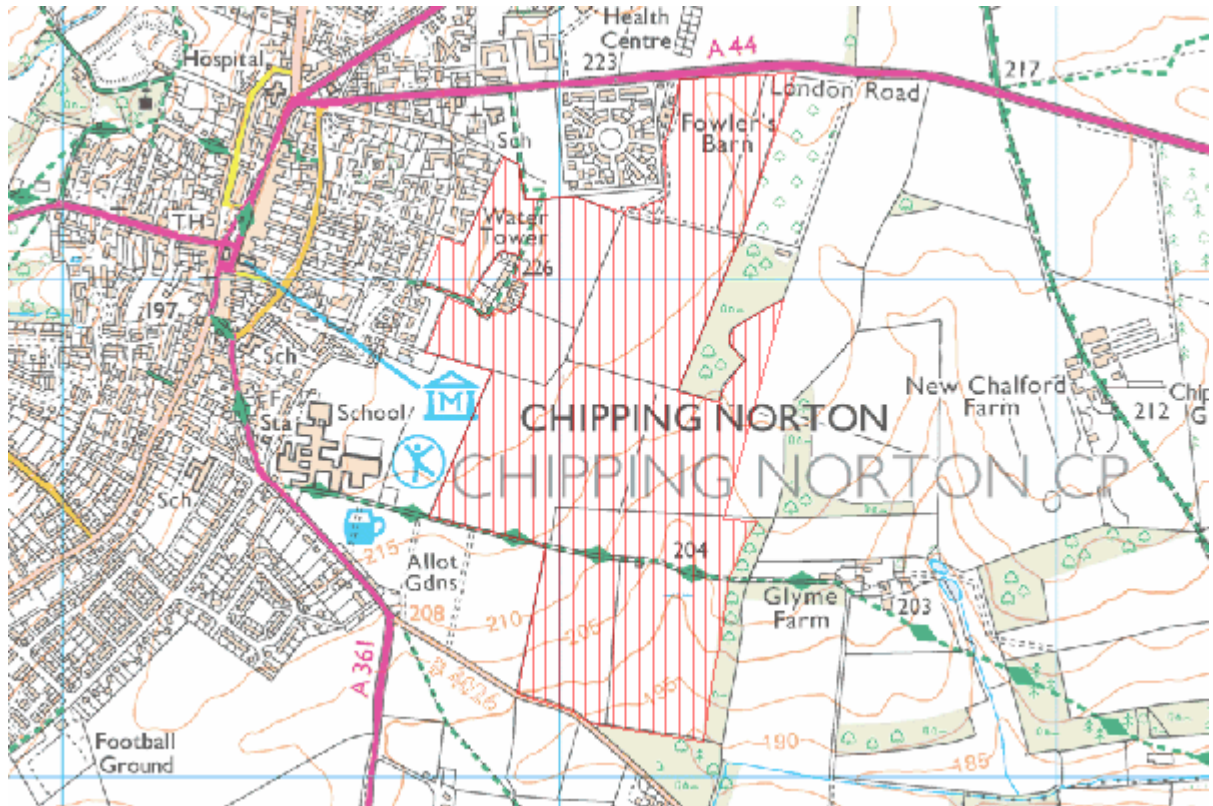 Health
Centre
Hospital
223
A 44
217
London Road
Fowler's
Barn
Sch
Water
Tower
TH
226
197
Sch
F
Sta
School
M
CHIPPING NORTON
New Chalford
Farm
212
Chip
G
CHIPPING NORTON CP
Sch
215
204
Allot
Gdns
208
210
205
Glyme
Farm
203
A 361
B 4026
195
Football
Ground
190
185